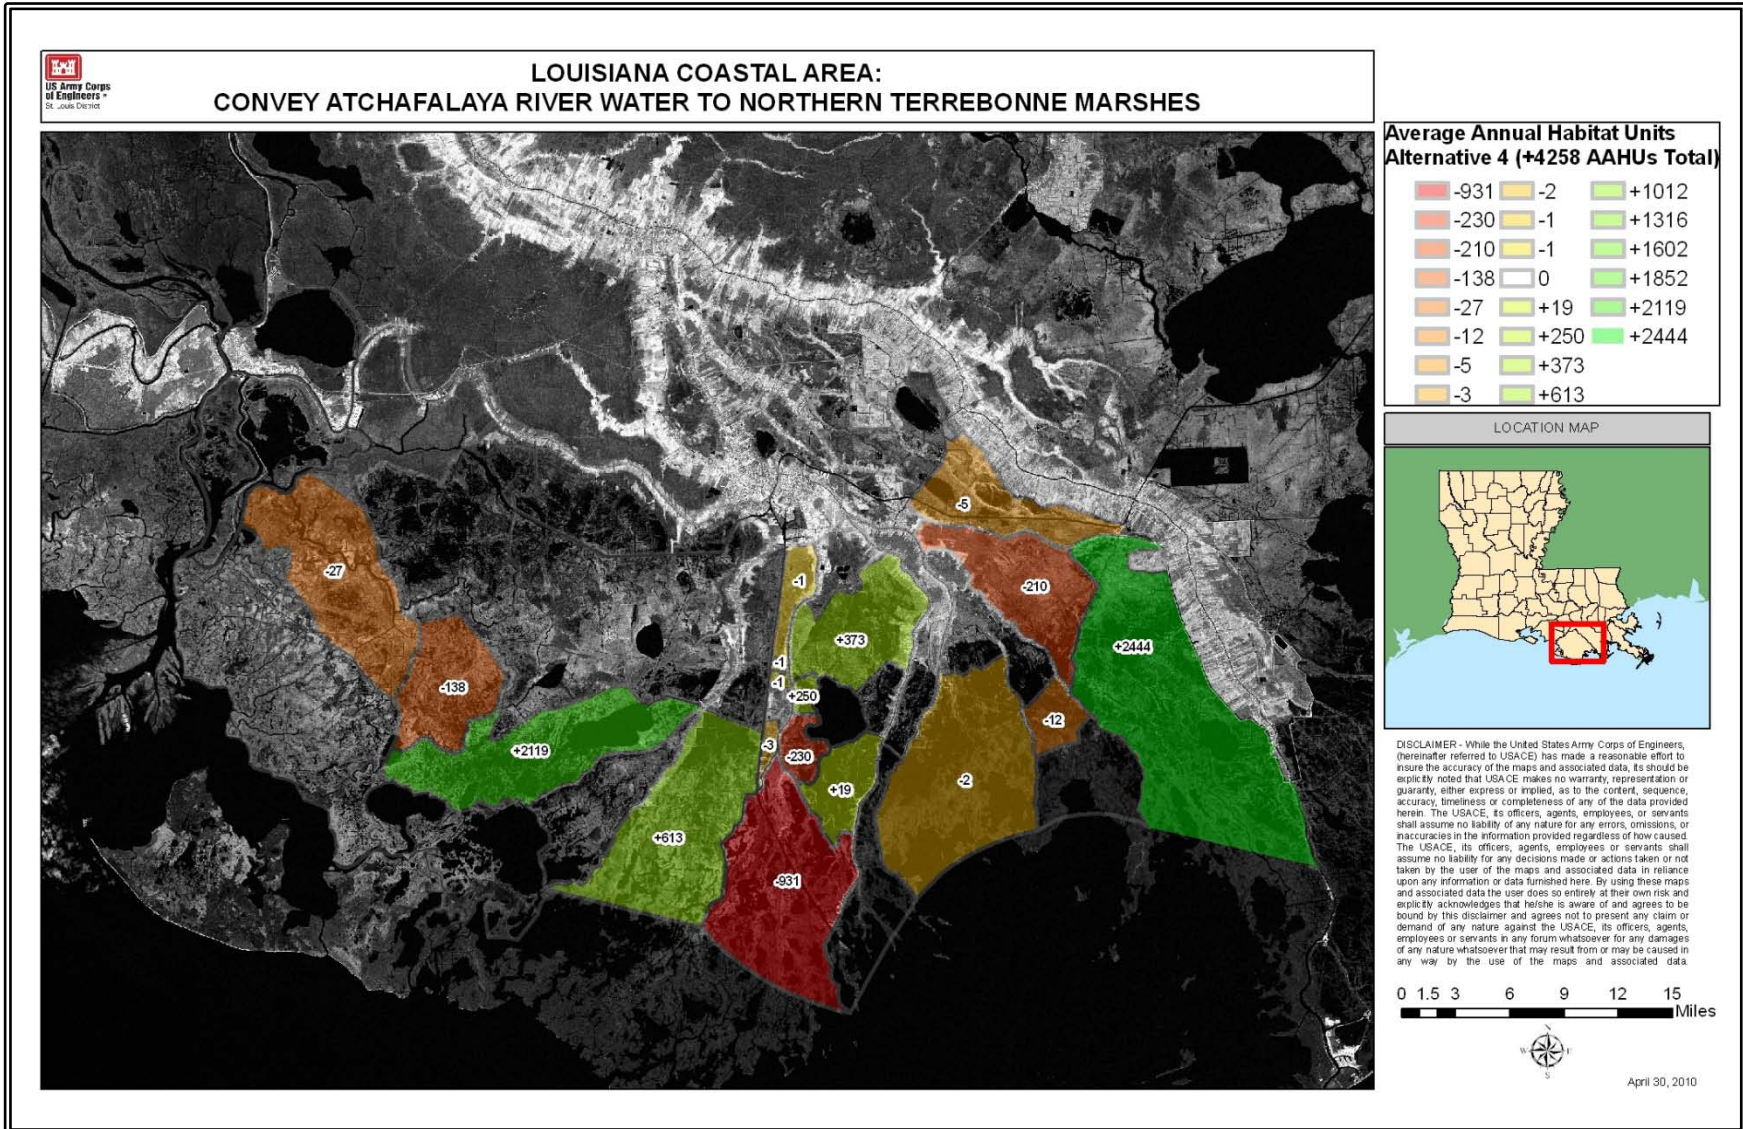 US Army Corps
of Engineers
St. Louis District
LOUISIANA COASTAL AREA:
CONVEY ATCHAFALAYA RIVER WATER TO NORTHERN TERREBONNE MARSHES
Average Annual Habitat Units
Alternative 4 (+4258 AAHUs Total)
-931 -2 +1012
-230 -1 +1316
-210 -1 +1602
-138 0 +1852
-27 +19 +2119
-12 +250 +2444
-5 +373
-3 +613
-5
-27
-1
-210
+373
+2444
-1
-1
-138
+250
-12
-3
+2119
-230
-2
+19
+613
-931
LOCATION MAP
DISCLAIMER - While the United States Army Corps of Engineers,
(hereinafter referred to USACE) has made a reasonable effort to
insure the accuracy of the maps and associated data, its should be
explicitly noted that USACE makes no warranty, representation or
guaranty, either express or implied, as to the content, sequence,
accuracy, timeliness or completeness of any of the data provided
herein. The USACE, its officers, agents, employees, or servants
shall assume no liability of any nature for any errors, omissions, or
inaccuracies in the information provided regardless of how caused.
The USACE, its officers, agents, employees or servants shall
assume no liability for any decisions made or actions taken or not
taken by the user of the maps and associated data in reliance
upon any information or data furnished here. By using these maps
and associated data the user does so entirely at their own risk and
explicitly acknowledges that he/she is aware of and agrees to be
bound by this disclaimer and agrees not to present any claim or
demand of any nature against the USACE, its officers, agents,
employees or servants in any forum whatsoever for any damages
of any nature whatsoever that may result from or may be caused in
any way by the use of the maps and associated data.
0 1.5 3 6 9 12 15
Miles
N
W E
S
April 30, 2010